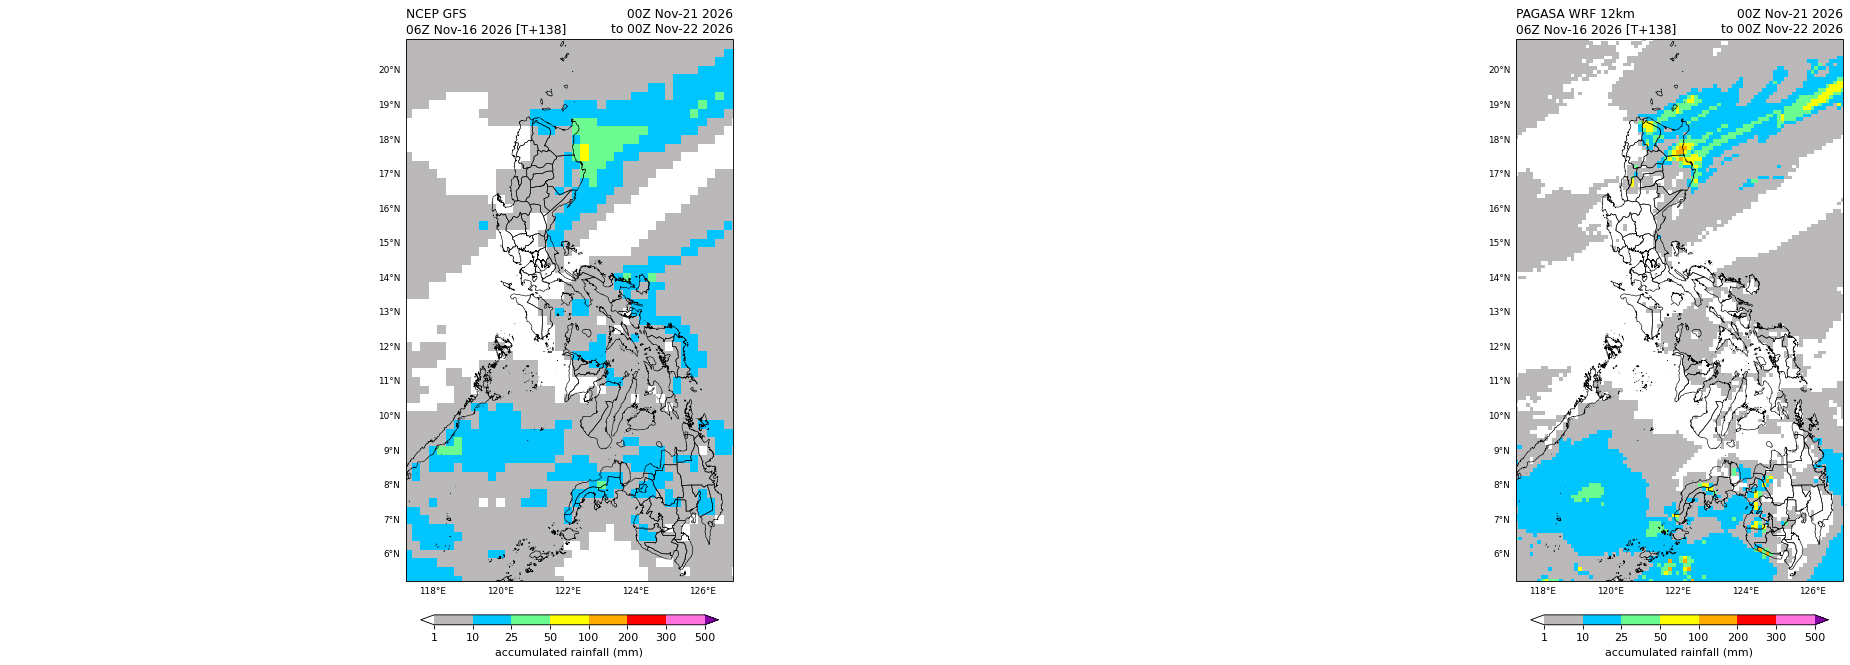 NCEP GFS 00Z Nov-21 2026
06Z Nov-16 2026 [T+138] to 00Z Nov-22 2026
20°N
19°N
18°N
17°N
16°N
15°N
14°N
13°N
12°N
11°N
10°N
9°N
8°N
7°N
6°N
118°E 120°E 122°E 124°E 126°E
1 10 25 50 100 200 300 500
accumulated rainfall (mm)
PAGASA WRF 12km 00Z Nov-21 2026
06Z Nov-16 2026 [T+138] to 00Z Nov-22 2026
20°N
19°N
18°N
17°N
16°N
15°N
14°N
13°N
12°N
11°N
10°N
9°N
8°N
7°N
6°N
118°E 120°E 122°E 124°E 126°E
1 10 25 50 100 200 300 500
accumulated rainfall (mm)